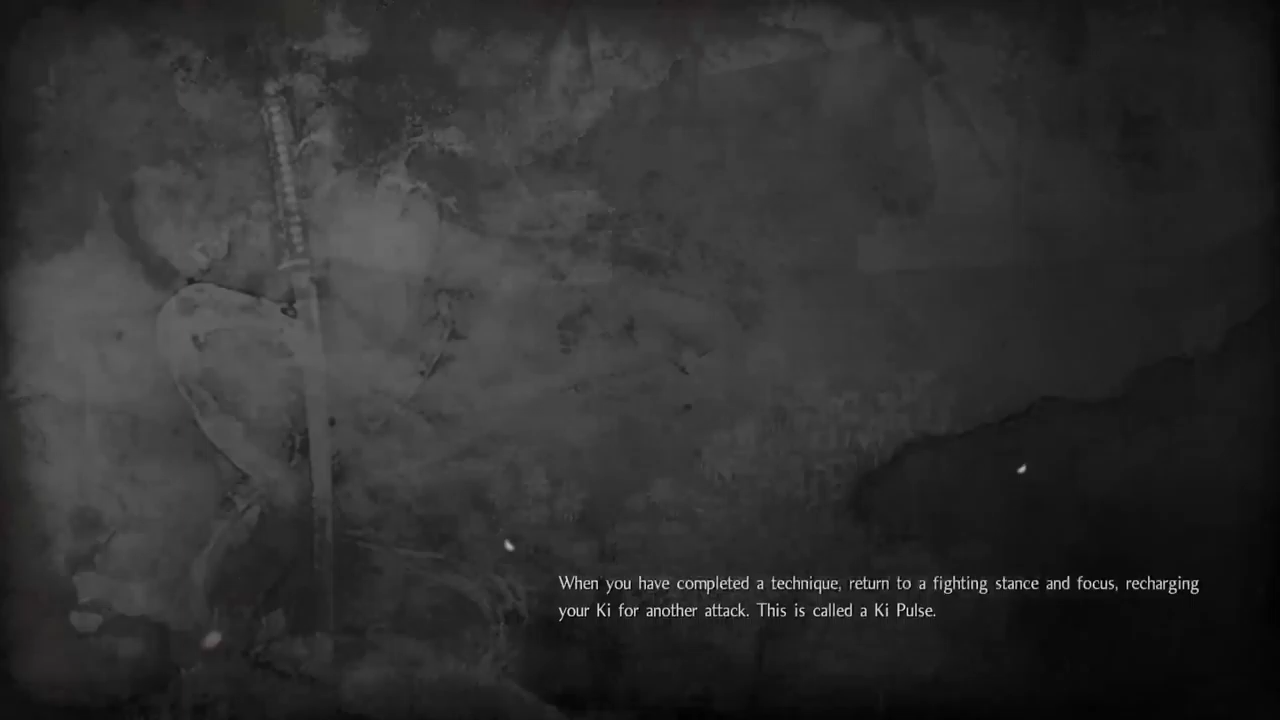 When you have completed a technique, return to a fighting stance and focus, recharging
your Ki for another attack. This is called a Ki Pulse.